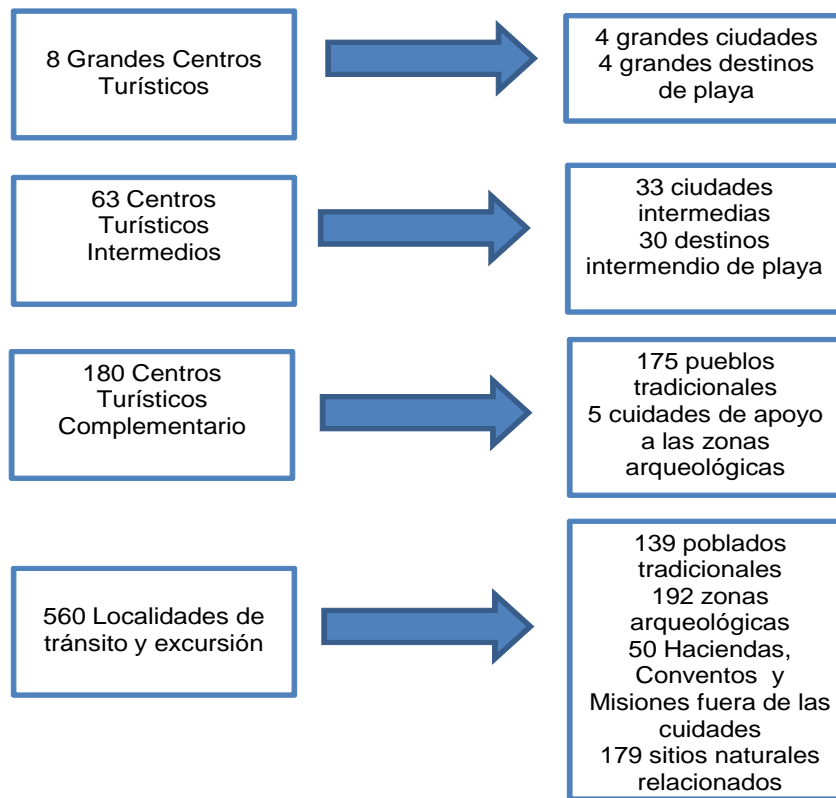 8 Grandes Centros
Turísticos
4 grandes ciudades
4 grandes destinos
de playa
63 Centros
Turísticos
Intermedios
33 ciudades
intermedias
30 destinos
intermendio de playa
180 Centros
Turísticos
Complementario
175 pueblos
tradicionales
5 cuidades de apoyo
a las zonas
arqueológicas
560 Localidades de
tránsito y excursión
139 poblados
tradicionales
192 zonas
arqueológicas
50 Haciendas,
Conventos y
Misiones fuera de las
cuidades
179 sitios naturales
relacionados